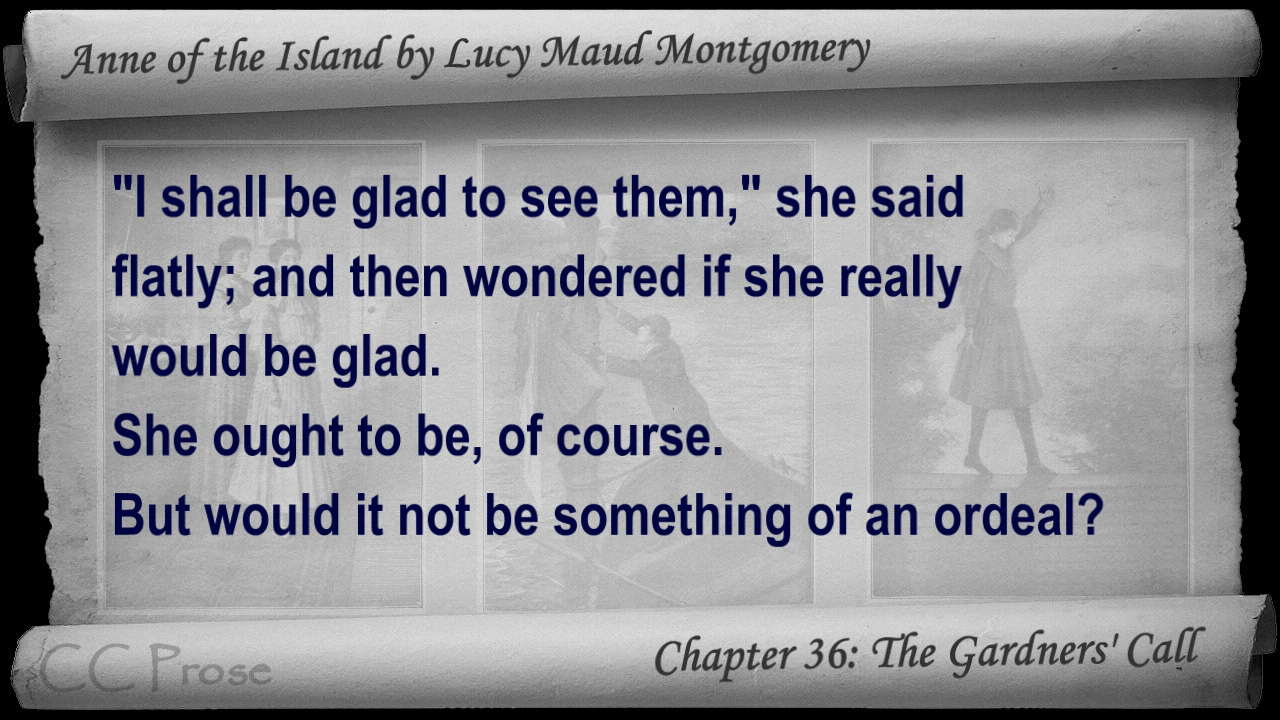 Anne of the Island by Lucy Maud Montgomery
"I shall be glad to see them," she said
flatly; and then wondered if she really
would be glad.
She ought to be, of course.
But would it not be something of an ordeal?
CC Prose
Chapter 36: The Gardners' Call